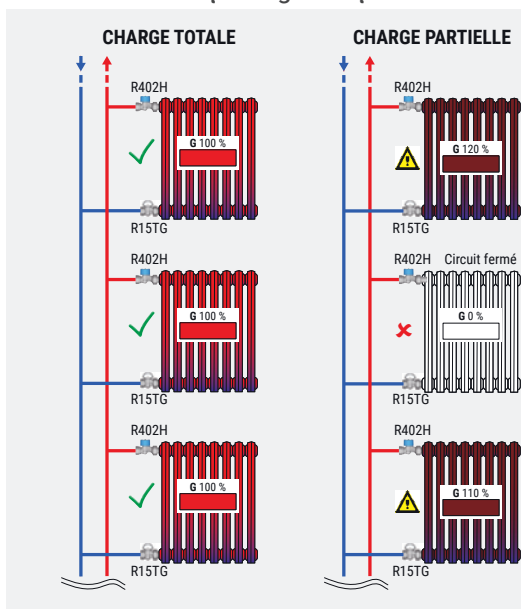 CHARGE TOTALE
R402H
G 100 %
R15TG
R402H
G 100 %
R15TG
R402H
G 100 %
R15TG
CHARGE PARTIELLE
R402H
G 120 %
R15TG
R402H Circuit fermé
G 0 %
R15TG
R402H
G 110 %
R15TG